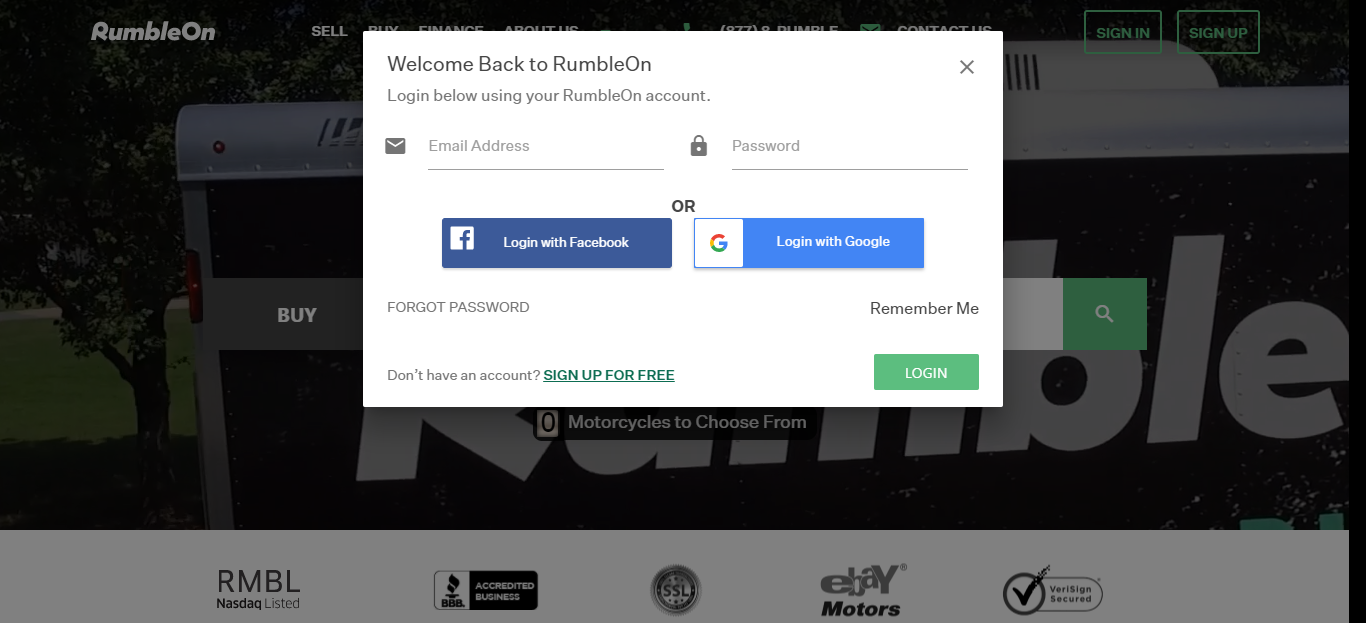 RumbleOn
SELL BUY FINANCE ABOUT US (877) 8-RUMBLE CONTACT US
SIGN IN SIGN UP
Welcome Back to RumbleOn
Login below using your RumbleOn account.
Email Address Password
OR
Login with Facebook Login with Google
FORGOT PASSWORD Remember Me
BUY
Don't have an account? SIGN UP FOR FREE
LOGIN
0 Motorcycles to Choose From
Rumble
RMBL
Nasdaq Listed
BBB. ACCREDITED
BUSINESS
SSL
ebaY®
Motors
VeriSign
Secured